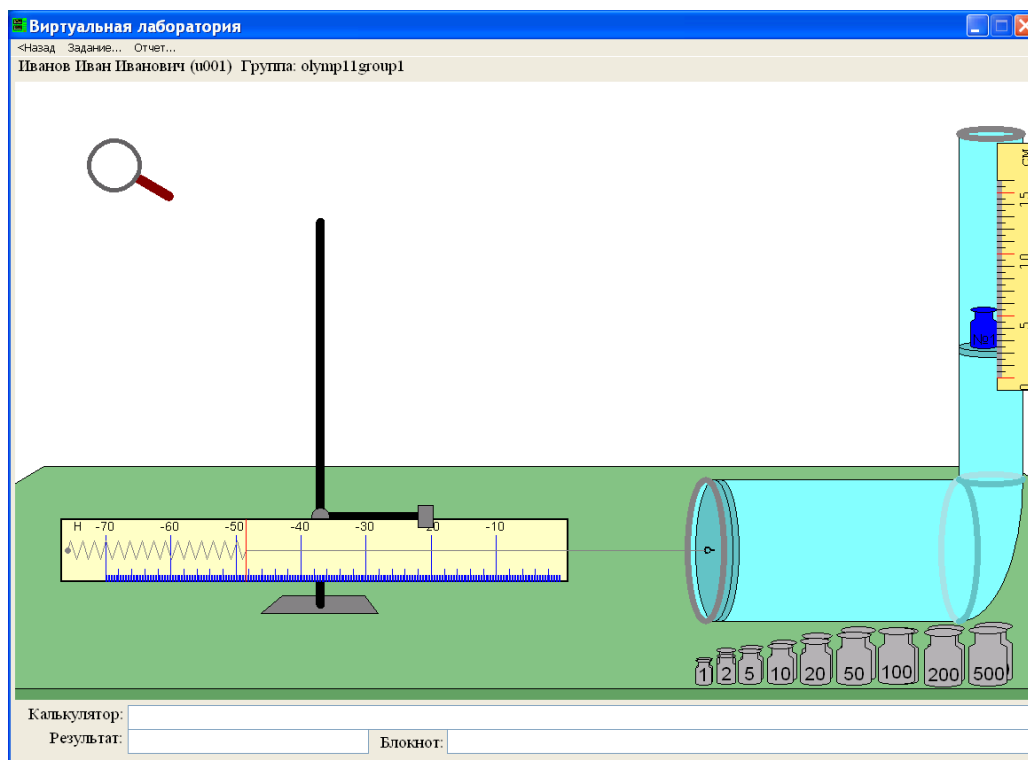 Виртуальная лаборатория
<Назад Задание... Отчет...
Иванов Иван Иванович (u001) Группа: olymp11group1
см
15
10
5
0
№1
Н -70 -60 -50 -40 -30 -20 -10
1 2 5 10 20 50 100 200 500
Калькулятор:
Результат: Блокнот: